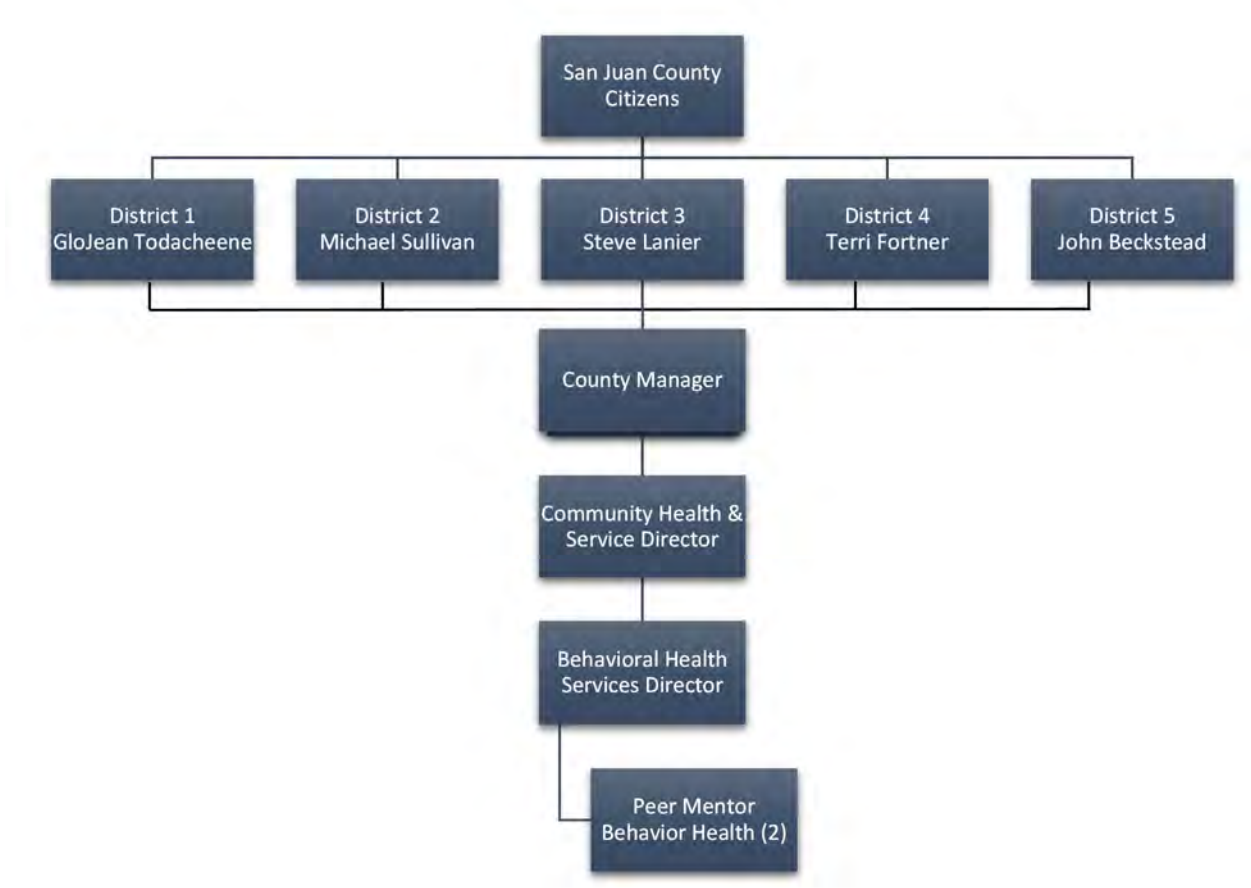 San Juan County
Citizens
District 1
GloJean Todacheene
District 2
Michael Sullivan
District 3
Steve Lanier
District 4
Terri Fortner
District 5
John Beckstead
County Manager
Community Health &
Service Director
Behavioral Health
Services Director
Peer Mentor
Behavior Health (2)